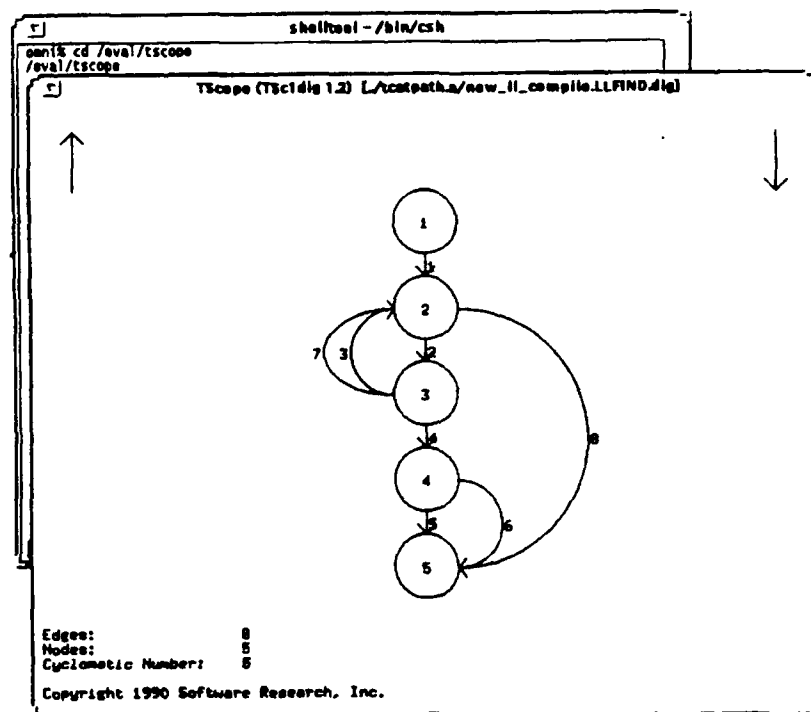 shelltool - /bin/csh
omni% cd /eval/tscope
/eval/tscope
TScope (TSc1dig 1.2) [./tcatpath.a/new_ll_compile.LLFIND.dig]
1
1
2
7 3 2
3
4
8
4
5 6
5
Edges: 8
Nodes: 5
Cyclomatic Number: 5
Copyright 1990 Software Research, Inc.